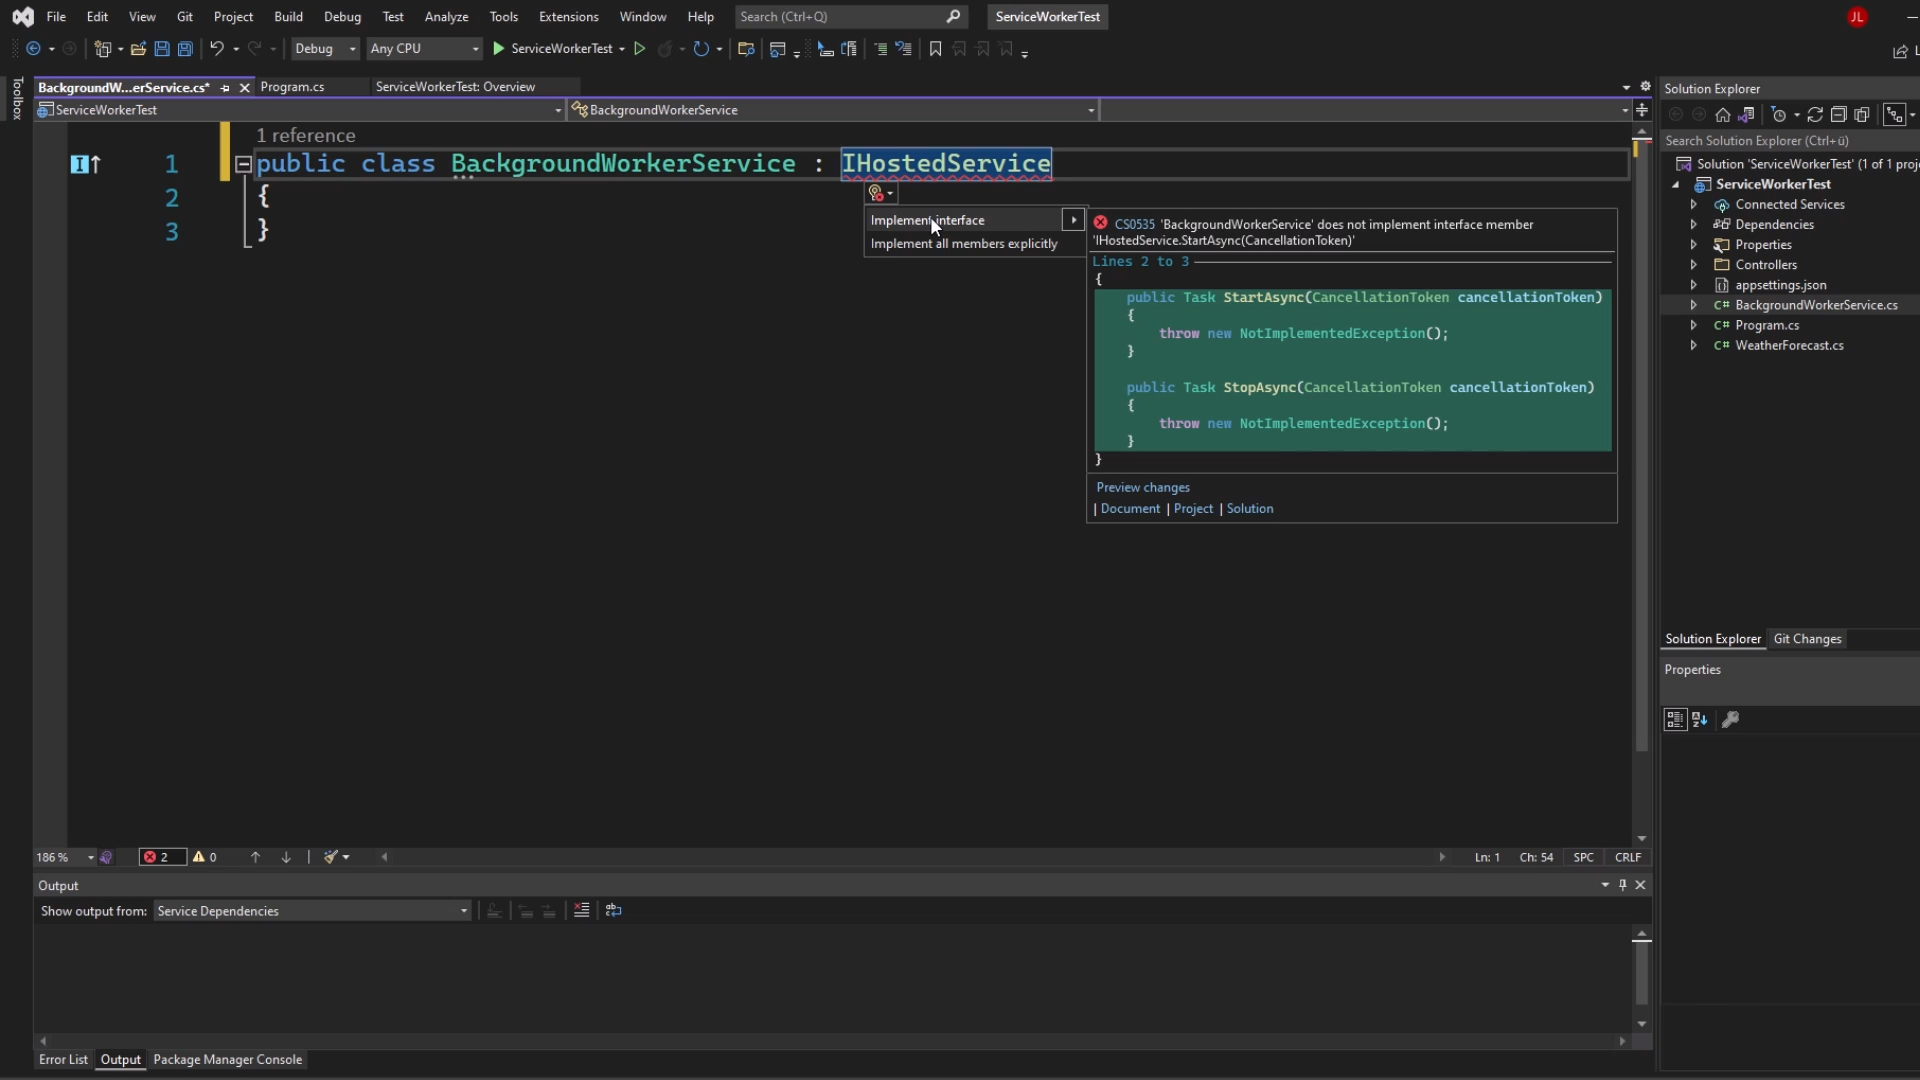 File Edit View Git Project Build Debug Test Analyze Tools Extensions Window Help Search (Ctrl+Q) ServiceWorkerTest JL
Debug Any CPU ServiceWorkerTest
Toolbox
BackgroundW...erService.cs* Program.cs ServiceWorkerTest: Overview
ServiceWorkerTest BackgroundWorkerService
1 reference
1 public class BackgroundWorkerService : IHostedService
2 {
3 }
Implement interface
Implement all members explicitly
CS0535 'BackgroundWorkerService' does not implement interface member
'IHostedService.StartAsync(CancellationToken)'
Lines 2 to 3
{
public Task StartAsync(CancellationToken cancellationToken)
{
throw new NotImplementedException();
}
public Task StopAsync(CancellationToken cancellationToken)
{
throw new NotImplementedException();
}
}
Preview changes
| Document | Project | Solution
Solution Explorer
Search Solution Explorer (Ctrl+ü)
Solution 'ServiceWorkerTest' (1 of 1 proj
ServiceWorkerTest
Connected Services
Dependencies
Properties
Controllers
appsettings.json
C# BackgroundWorkerService.cs
C# Program.cs
C# WeatherForecast.cs
Solution Explorer Git Changes
Properties
186 % 2 0 Ln: 1 Ch: 54 SPC CRLF
Output
Show output from: Service Dependencies
Error List Output Package Manager Console